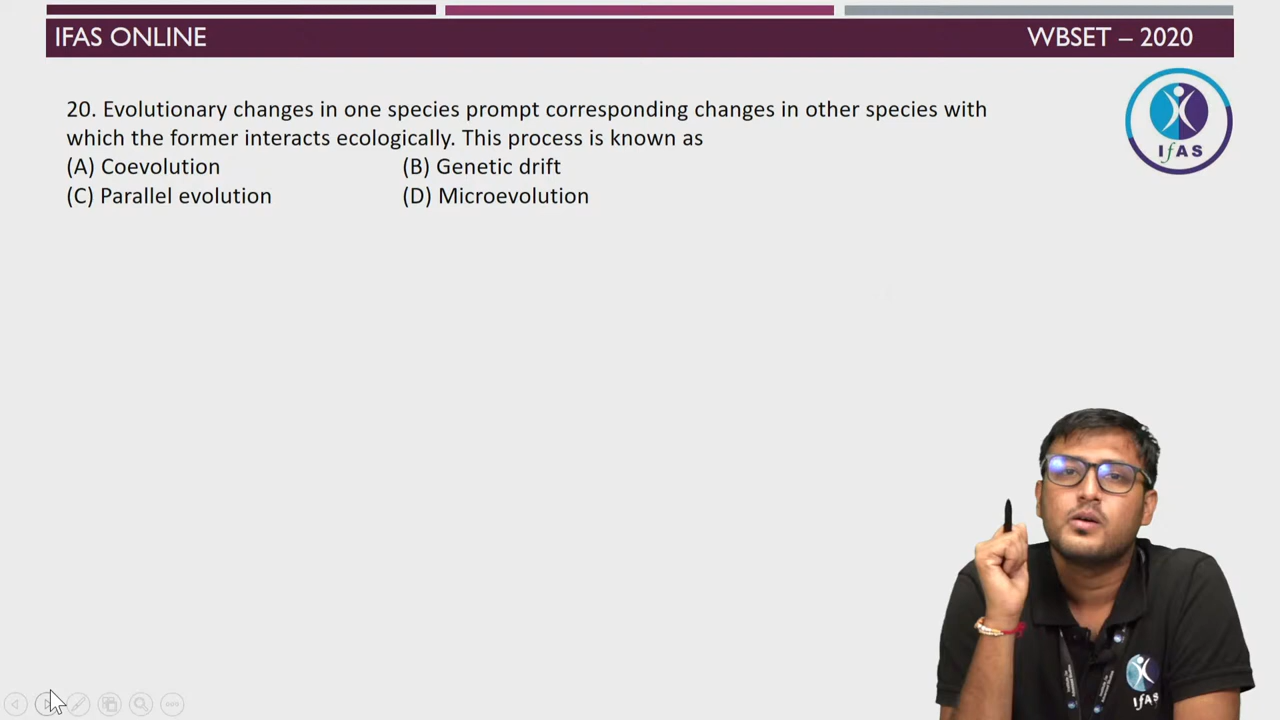 IFAS ONLINE WBSET – 2020
20. Evolutionary changes in one species prompt corresponding changes in other species with
which the former interacts ecologically. This process is known as
(A) Coevolution (B) Genetic drift
(C) Parallel evolution (D) Microevolution
IfAS
IfAS